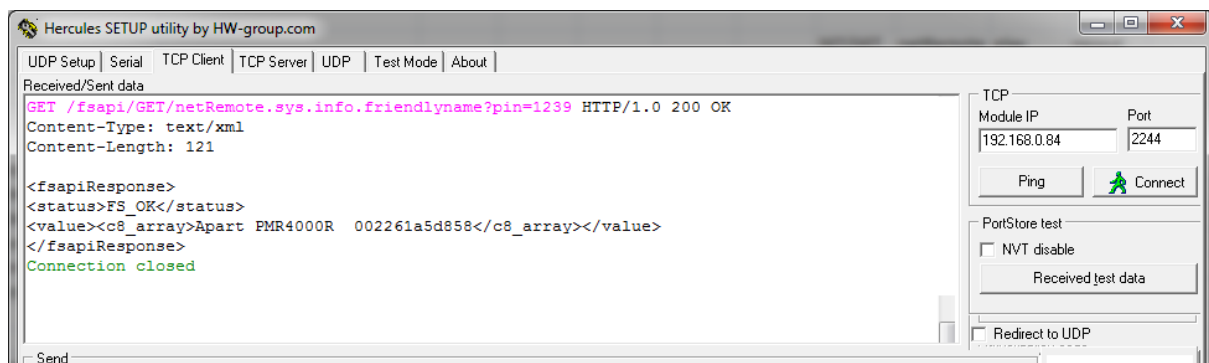 Hercules SETUP utility by HW-group.com
UDP Setup Serial TCP Client TCP Server UDP Test Mode About
Received/Sent data
GET /fsapi/GET/netRemote.sys.info.friendlyname?pin=1239 HTTP/1.0 200 OK
Content-Type: text/xml
Content-Length: 121
<fsapiResponse>
<status>FS_OK</status>
<value><c8_array>Apart PMR4000R  002261a5d858</c8_array></value>
</fsapiResponse>
Connection closed
TCP
Module IP Port
192.168.0.84 2244
Ping Connect
PortStore test
NVT disable
Received test data
Redirect to UDP
Send